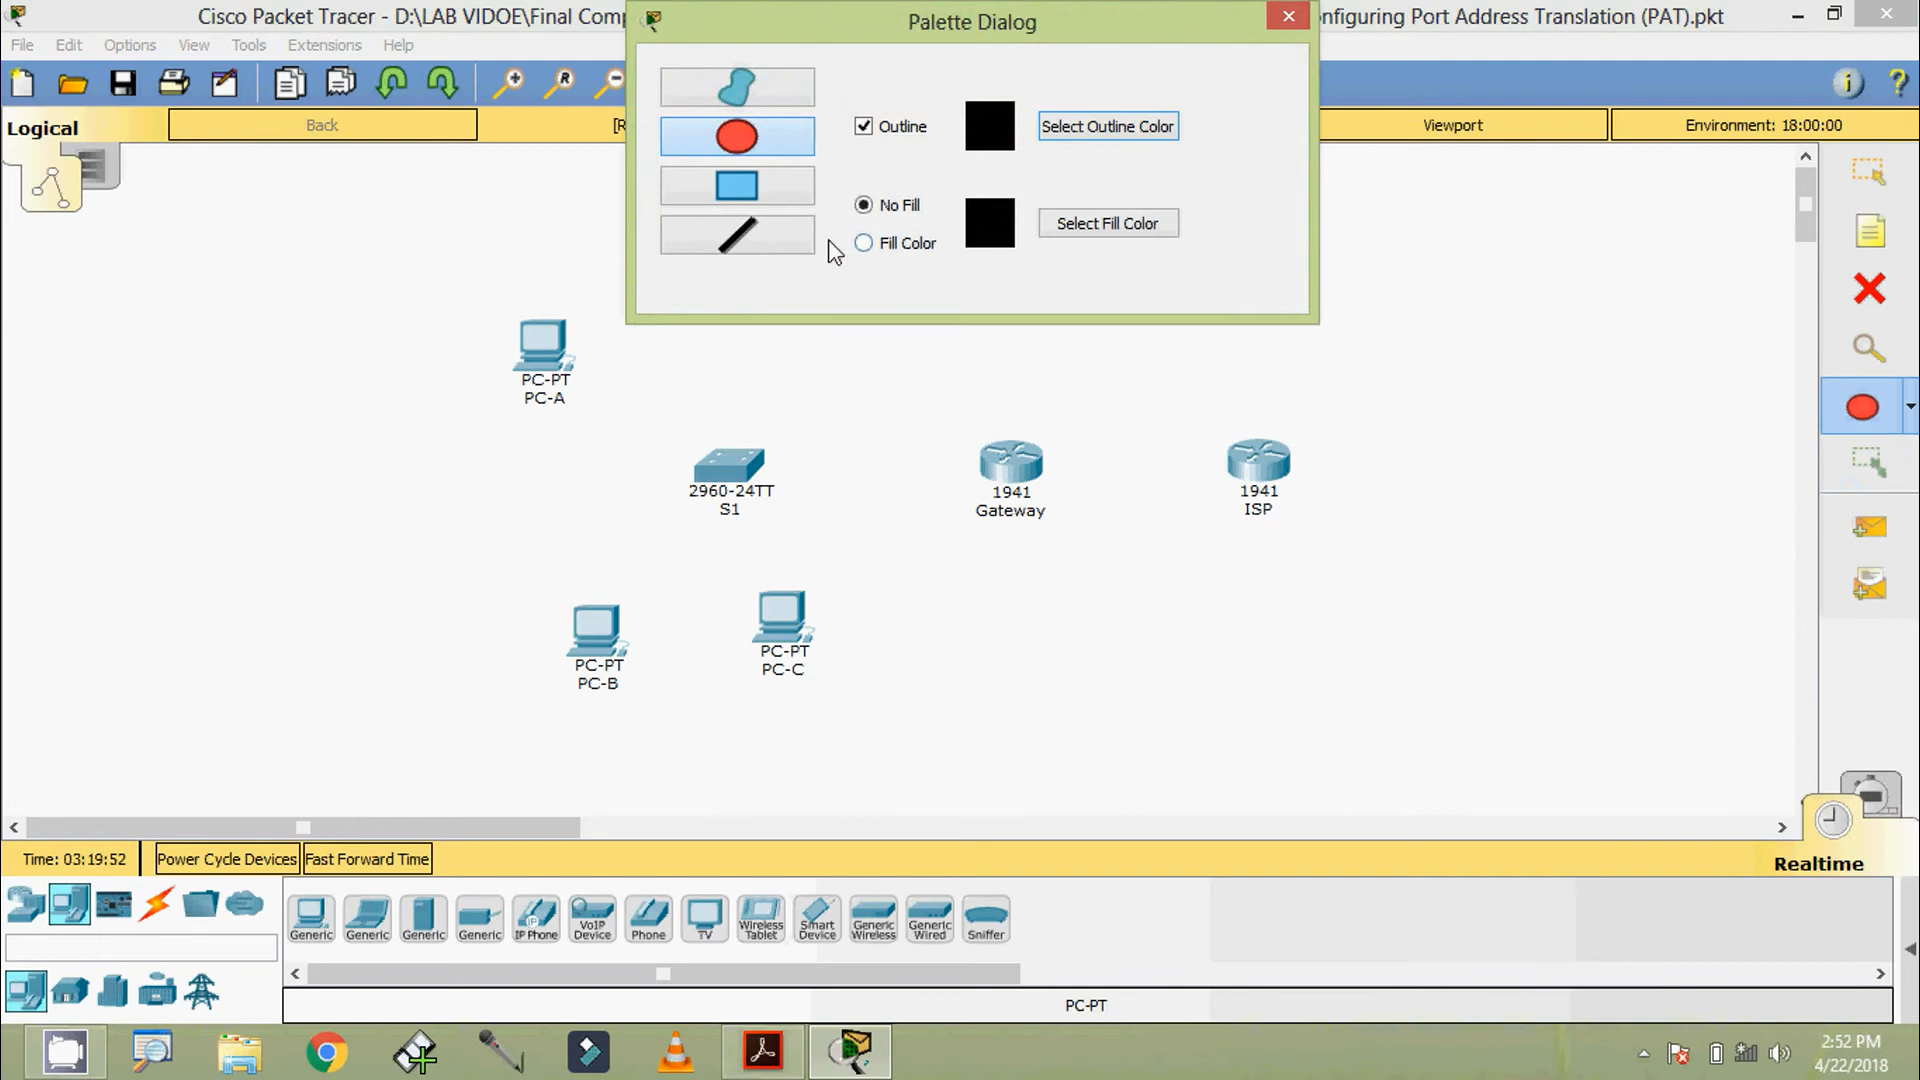 Cisco Packet Tracer - D:\LAB VIDOE\Final Comp
Palette Dialog
onfiguring Port Address Translation (PAT).pkt
File Edit Options View Tools Extensions Help
Logical
Back
[R
Viewport
Environment: 18:00:00
Outline
Select Outline Color
No Fill
Fill Color
Select Fill Color
PC-PT
PC-A
2960-24TT
S1
1941
Gateway
1941
ISP
PC-PT
PC-B
PC-PT
PC-C
Time: 03:19:52
Power Cycle Devices
Fast Forward Time
Realtime
Generic
Generic
Generic
Generic
IP Phone
VoIP
Device
Phone
TV
Wireless
Tablet
Smart
Device
Generic
Wireless
Generic
Wired
Sniffer
PC-PT
2:52 PM
4/22/2018